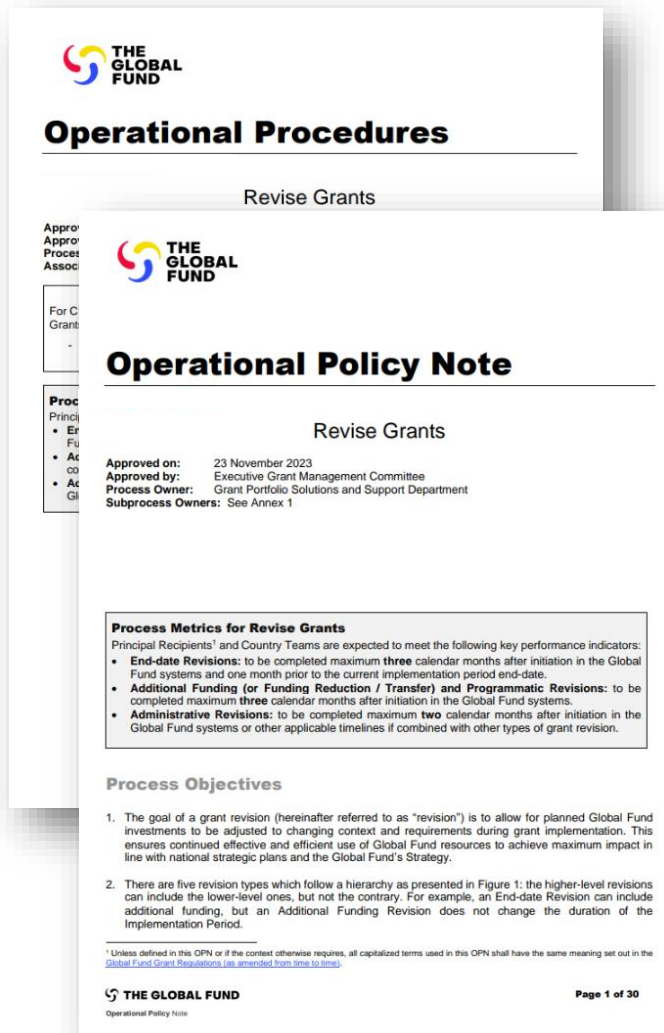 THE
GLOBAL
FUND
Operational Procedures
Revise Grants
For C
Grant
-
THE
GLOBAL
FUND
Operational Policy Note
Revise Grants
Approved on: 23 November 2023
Approved by: Executive Grant Management Committee
Process Owner: Grant Portfolio Solutions and Support Department
Subprocess Owners: See Annex 1
Process Metrics for Revise Grants
Principal Recipients¹ and Country Teams are expected to meet the following key performance indicators:
• End-date Revisions: to be completed maximum three calendar months after initiation in the Global
Fund systems and one month prior to the current implementation period end-date.
• Additional Funding (or Funding Reduction / Transfer) and Programmatic Revisions: to be
completed maximum three calendar months after initiation in the Global Fund systems.
• Administrative Revisions: to be completed maximum two calendar months after initiation in the
Global Fund systems or other applicable timelines if combined with other types of grant revision.
Process Objectives
1. The goal of a grant revision (hereinafter referred to as “revision”) is to allow for planned Global Fund
investments to be adjusted to changing context and requirements during grant implementation. This
ensures continued effective and efficient use of Global Fund resources to achieve maximum impact in
line with national strategic plans and the Global Fund’s Strategy.
2. There are five revision types which follow a hierarchy as presented in Figure 1: the higher-level revisions
can include the lower-level ones, but not the contrary. For example, an End-date Revision can include
additional funding, but an Additional Funding Revision does not change the duration of the
Implementation Period.
¹ Unless defined in this OPN or if the context otherwise requires, all capitalized terms used in this OPN shall have the same meaning set out in the
Global Fund Grant Regulations (as amended from time to time).
THE GLOBAL FUND
Page 1 of 30
Operational Policy Note